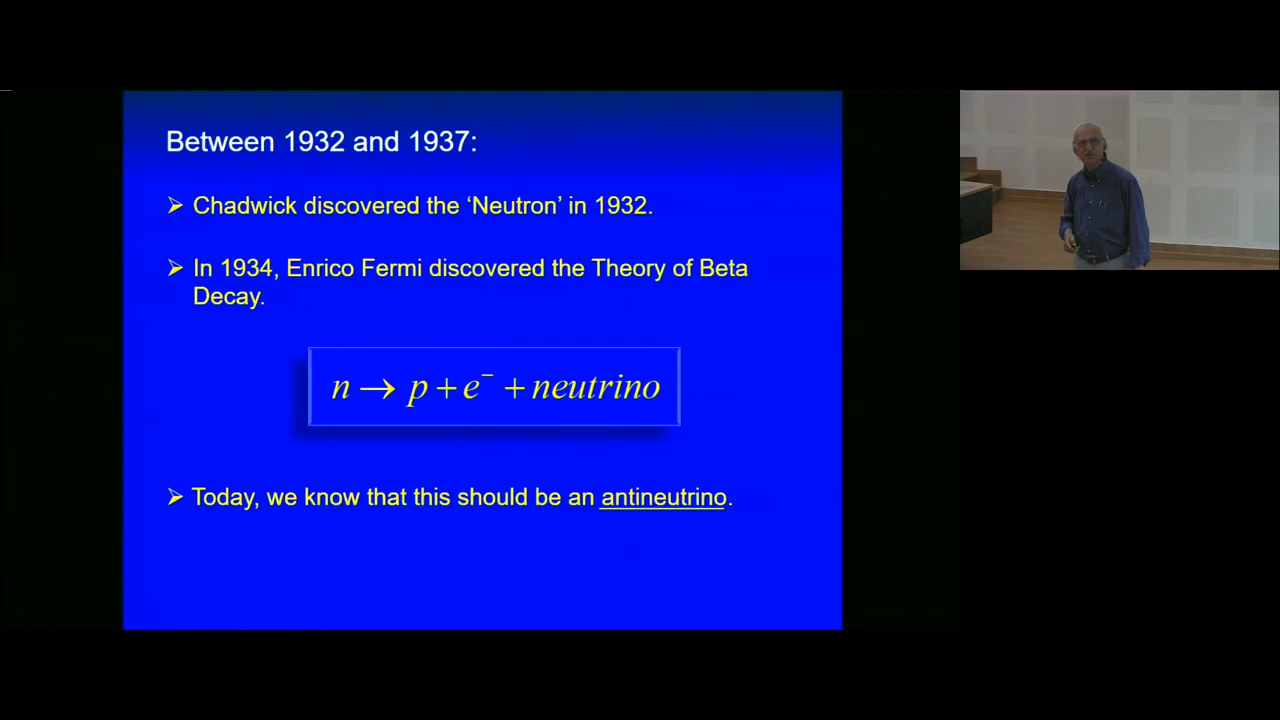 Between 1932 and 1937:
➢ Chadwick discovered the ‘Neutron’ in 1932.
➢ In 1934, Enrico Fermi discovered the Theory of Beta
Decay.
n → p + e⁻ + neutrino
➢ Today, we know that this should be an antineutrino.